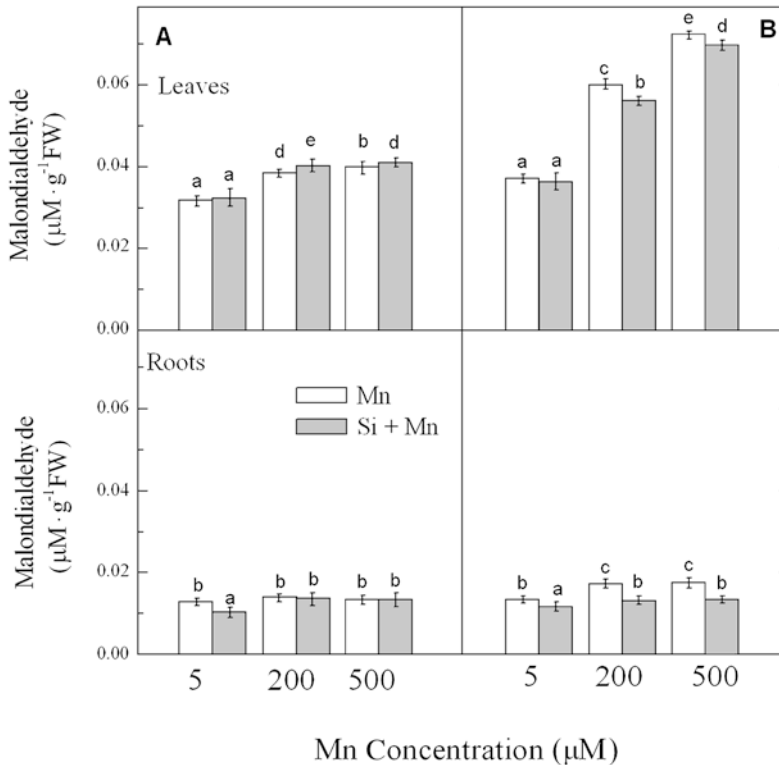 A
B
Leaves
Malondialdehyde
(μM·g⁻¹FW)
0.06
0.04
0.02
0.00
a a d e b d
a a c b e d
Roots
Mn
Si + Mn
Malondialdehyde
(μM·g⁻¹FW)
0.06
0.04
0.02
0.00
b a b b b b
b a c b c b
5 200 500 5 200 500
Mn Concentration (μM)